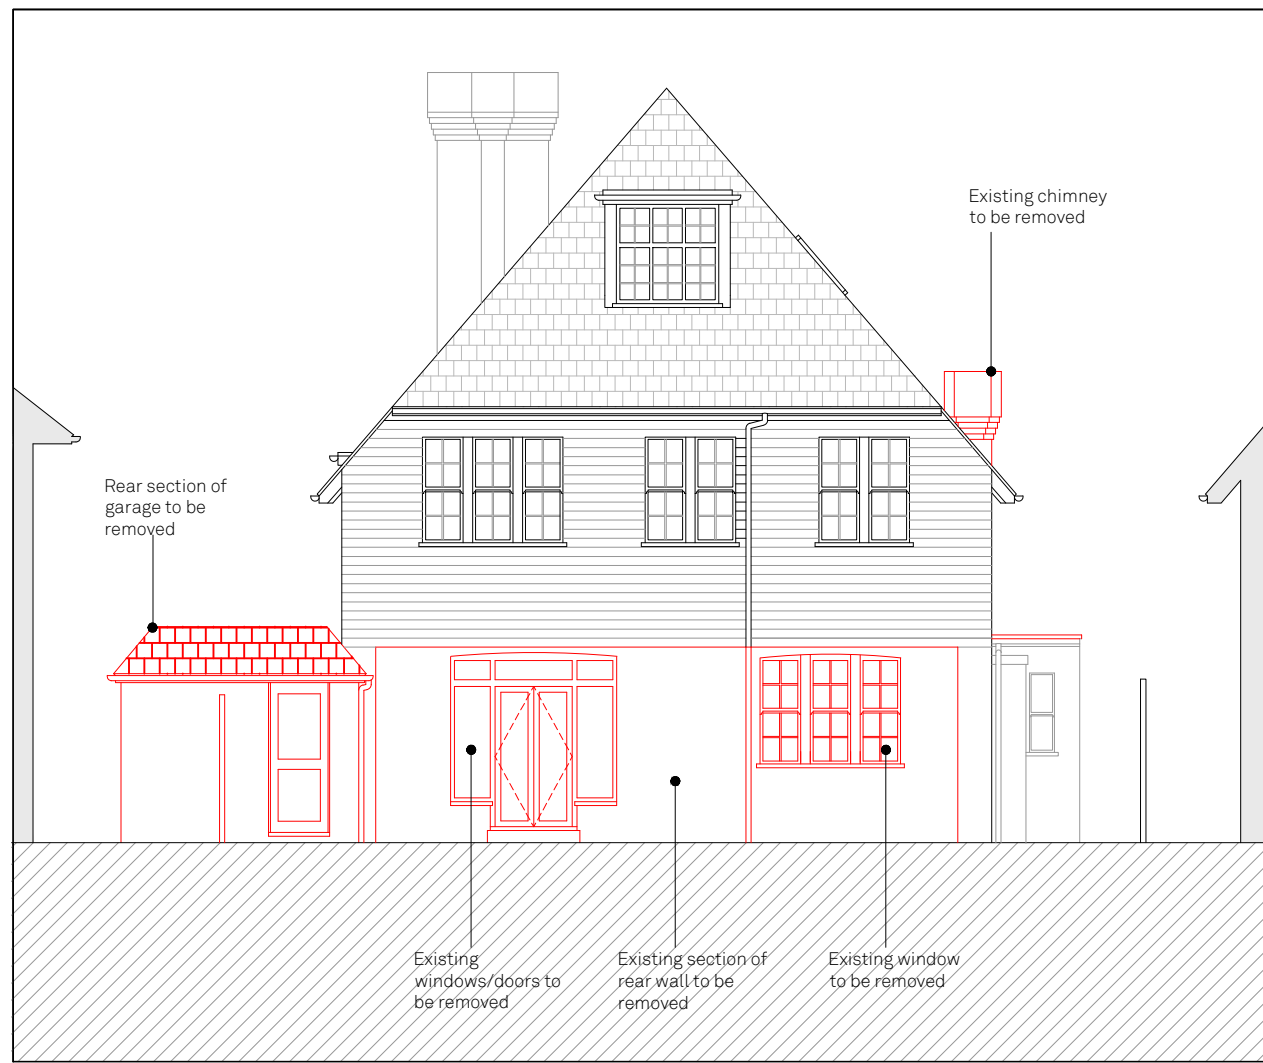 Existing chimney
to be removed
Rear section of
garage to be
removed
Existing
windows/doors to
be removed
Existing section of
rear wall to be
removed
Existing window
to be removed